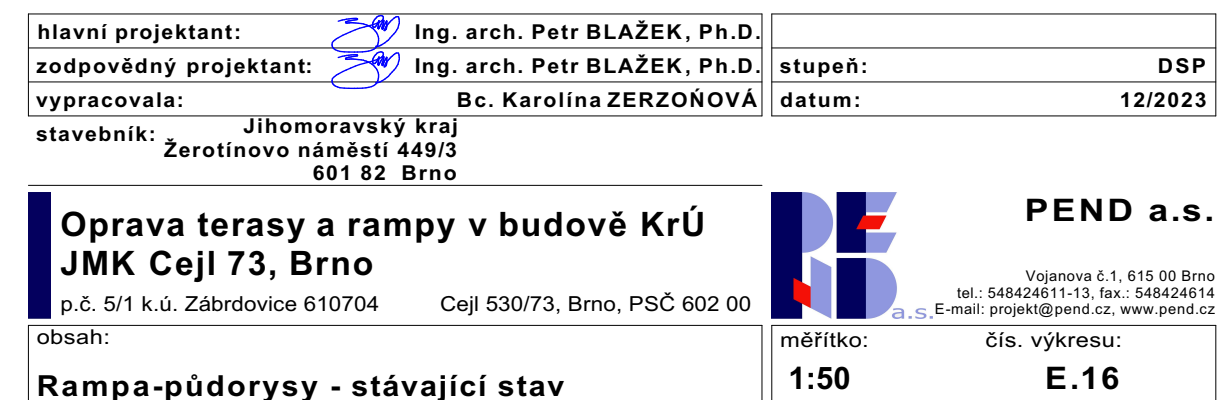 hlavní projektant: Ing. arch. Petr BLAŽEK, Ph.D.
zodpovědný projektant: Ing. arch. Petr BLAŽEK, Ph.D.
vypracovala: Bc. Karolína ZERZOŇOVÁ
stupeň: DSP
datum: 12/2023
stavebník: Jihomoravský kraj
Žerotínovo náměstí 449/3
601 82 Brno
Oprava terasy a rampy v budově KrÚ
JMK Cejl 73, Brno
p.č. 5/1 k.ú. Zábrdovice 610704 Cejl 530/73, Brno, PSČ 602 00
PEND
a.s.
PEND a.s.
Vojanova č.1, 615 00 Brno
tel.: 548424611-13, fax.: 548424614
E-mail: projekt@pend.cz, www.pend.cz
obsah:
Rampa-půdorysy - stávající stav
měřítko: čís. výkresu:
1:50 E.16